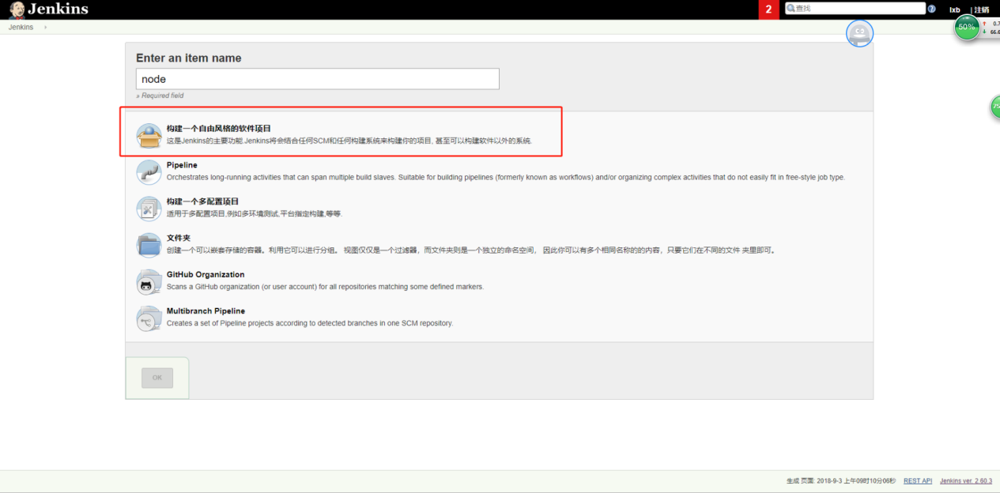 Jenkins
2
查找
lxb
注销
Jenkins
50%
Enter an item name
node
» Required field
构建一个自由风格的软件项目
这是Jenkins的主要功能.Jenkins将会结合任何SCM和任何构建系统来构建你的项目, 甚至可以构建软件以外的系统.
Pipeline
Orchestrates long-running activities that can span multiple build slaves. Suitable for building pipelines (formerly known as workflows) and/or organizing complex activities that do not easily fit in free-style job type.
构建一个多配置项目
适用于多配置项目,例如多环境测试,平台指定构建,等等.
文件夹
创建一个可以嵌套存储的容器。利用它可以进行分组。 视图仅仅是一个过滤器，而文件夹则是一个独立的命名空间， 因此你可以有多个相同名称的的内容，只要它们在不同的文件 夹里即可。
GitHub Organization
Scans a GitHub organization (or user account) for all repositories matching some defined markers.
Multibranch Pipeline
Creates a set of Pipeline projects according to detected branches in one SCM repository.
OK
生成 页面: 2018-9-3 上午09时10分06秒 REST API Jenkins ver. 2.60.3